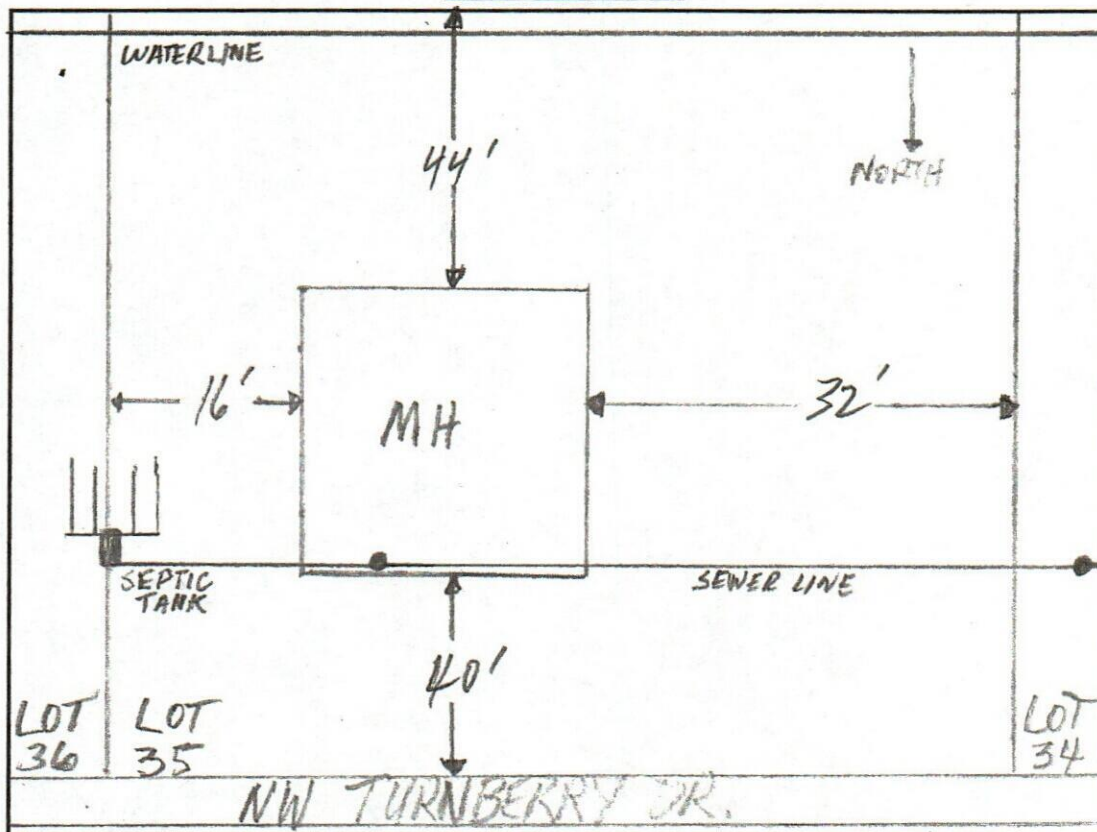 WATERLINE
44'
NORTH
16'
MH
32'
SEPTIC
TANK
SEWER LINE
40'
LOT
36
LOT
35
LOT
34
NW TURNBERRY DR.